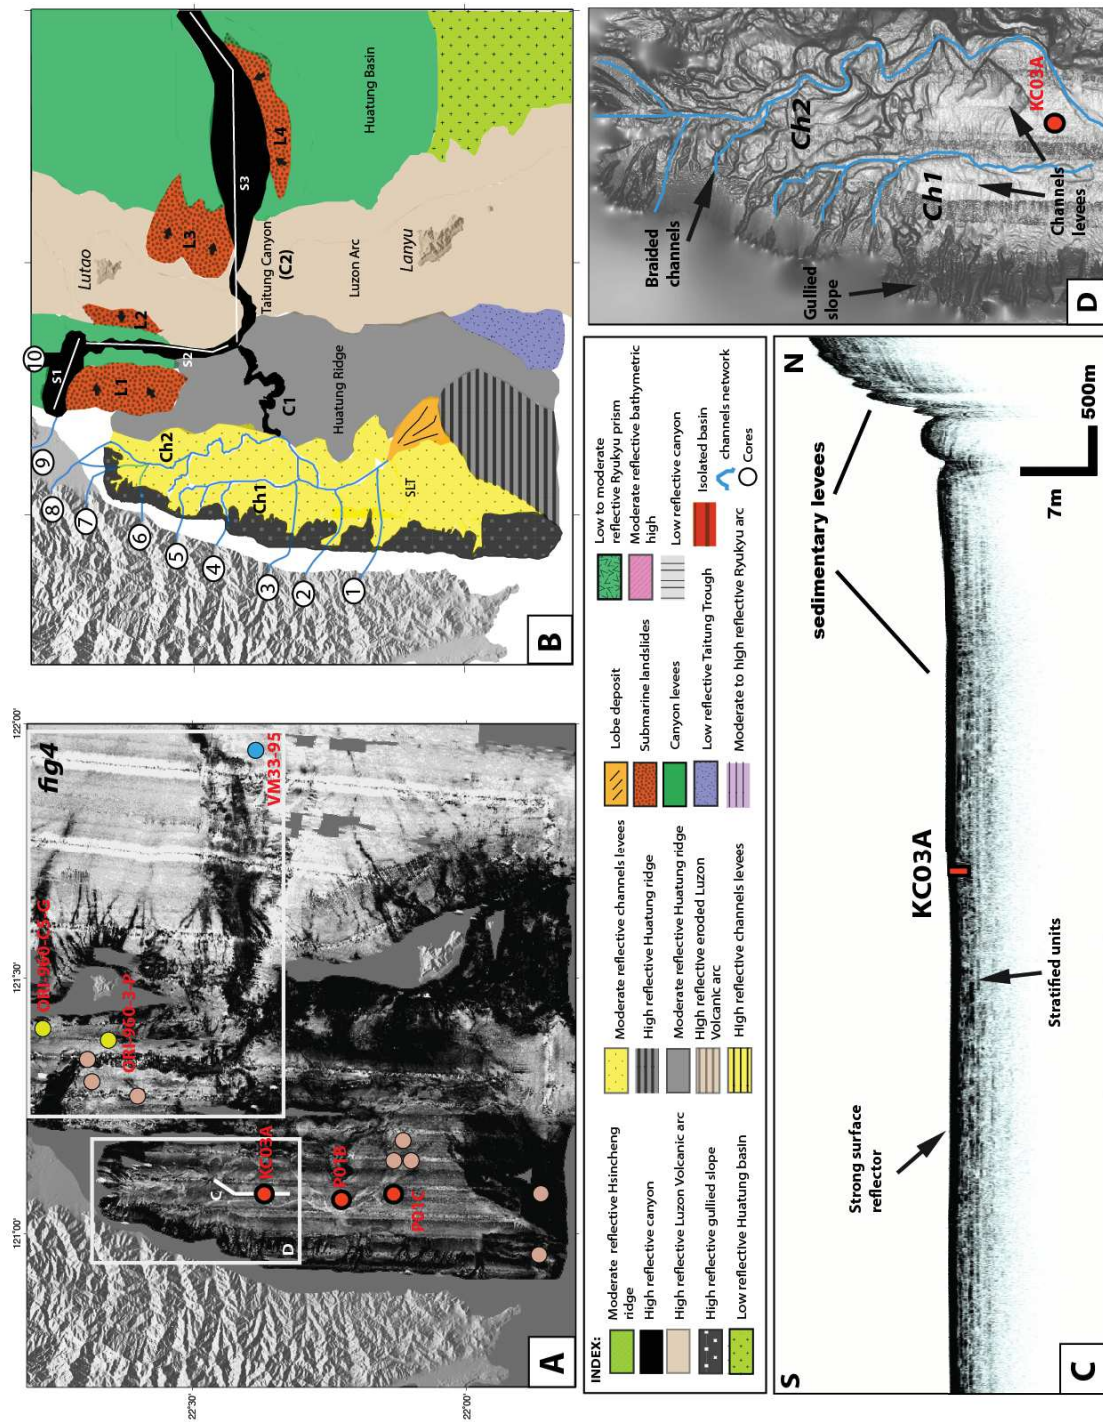 122°00'
121°30'
121°00'
22°30'
22°00'
fig4
ORI-960-CS-G
ORI-960-3-P
VM33-95
KC03A
P01B
P01C
C
D
A
10
9
8
7
6
5
4
3
2
1
S1
S2
S3
L1
L2
L3
L4
Lutao
Lanyu
Taitung Canyon
(C2)
Luzon Arc
Huatung Basin
Huatung Ridge
C1
Ch2
Ch1
SLT
B
INDEX:
Moderate reflective Hsincheng
ridge
High reflective canyon
High reflective Luzon Volcanic arc
High reflective gullied slope
Low reflective Huatung basin
Moderate reflective channels levees
High reflective Huatung ridge
Moderate reflective Huatung ridge
High reflective eroded Luzon
Volcanic arc
High reflective channels levees
Lobe deposit
Submarine landslides
Canyon levees
Low reflective Taitung Trough
Moderate to high reflective Ryukyu arc
Low to moderate
reflective Ryukyu prism
Moderate reflective bathymetric
high
Low reflective canyon
Isolated basin
channels network
Cores
S
N
KC03A
sedimentary levees
Strong surface
reflector
Stratified units
7m
500m
C
Braided
channels
Gullied
slope
Ch2
Ch1
KC03A
Channels
levees
D